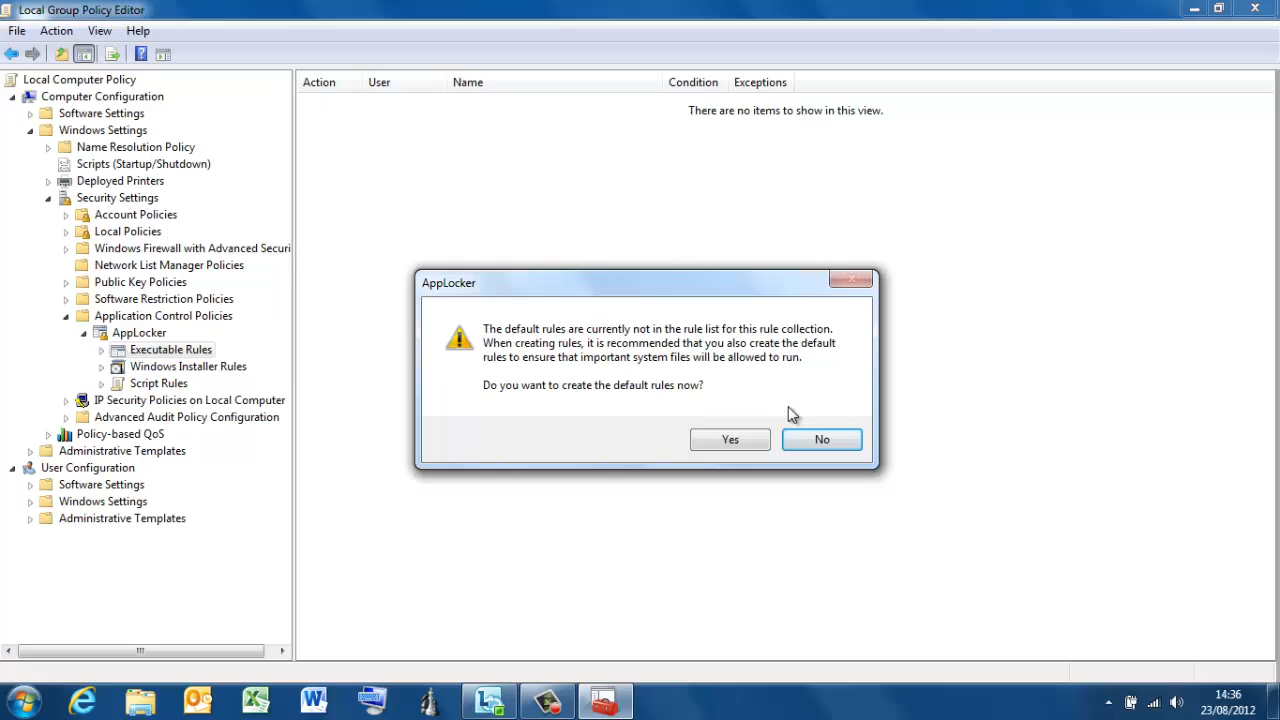 Local Group Policy Editor
File Action View Help
Local Computer Policy
Computer Configuration
Software Settings
Windows Settings
Name Resolution Policy
Scripts (Startup/Shutdown)
Deployed Printers
Security Settings
Account Policies
Local Policies
Windows Firewall with Advanced Securi
Network List Manager Policies
Public Key Policies
Software Restriction Policies
Application Control Policies
AppLocker
Executable Rules
Windows Installer Rules
Script Rules
IP Security Policies on Local Computer
Advanced Audit Policy Configuration
Policy-based QoS
Administrative Templates
User Configuration
Software Settings
Windows Settings
Administrative Templates
Action User Name Condition Exceptions
There are no items to show in this view.
AppLocker
The default rules are currently not in the rule list for this rule collection.
When creating rules, it is recommended that you also create the default
rules to ensure that important system files will be allowed to run.
Do you want to create the default rules now?
Yes No
14:36
23/08/2012